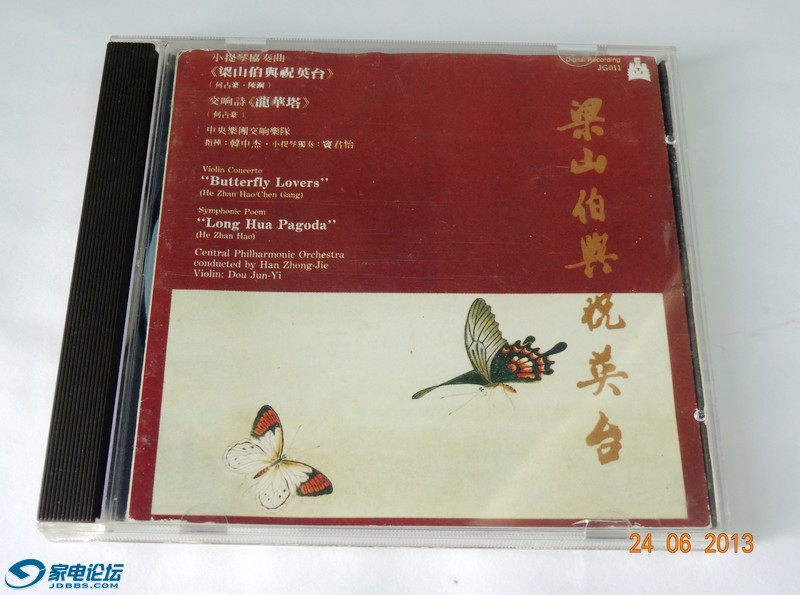 小提琴協奏曲
《梁山伯與祝英台》
（何占豪·陳鋼）
交响詩《龍華塔》
（何占豪）
中央樂團交响樂隊
指揮：韓中杰·小提琴獨奏：竇君怡
Violin Concerto
"Butterfly Lovers"
(He Zhan Hao/Chen Gang)
Symphonic Poem
"Long Hua Pagoda"
(He Zhan Hao)
Central Philharmonic Orchestra
conducted by Han Zhong-Jie
Violin: Dou Jun-Yi
Digital Recording
JG011
梁山伯與祝英台
24 06 2013
家电论坛
JDBBS.COM